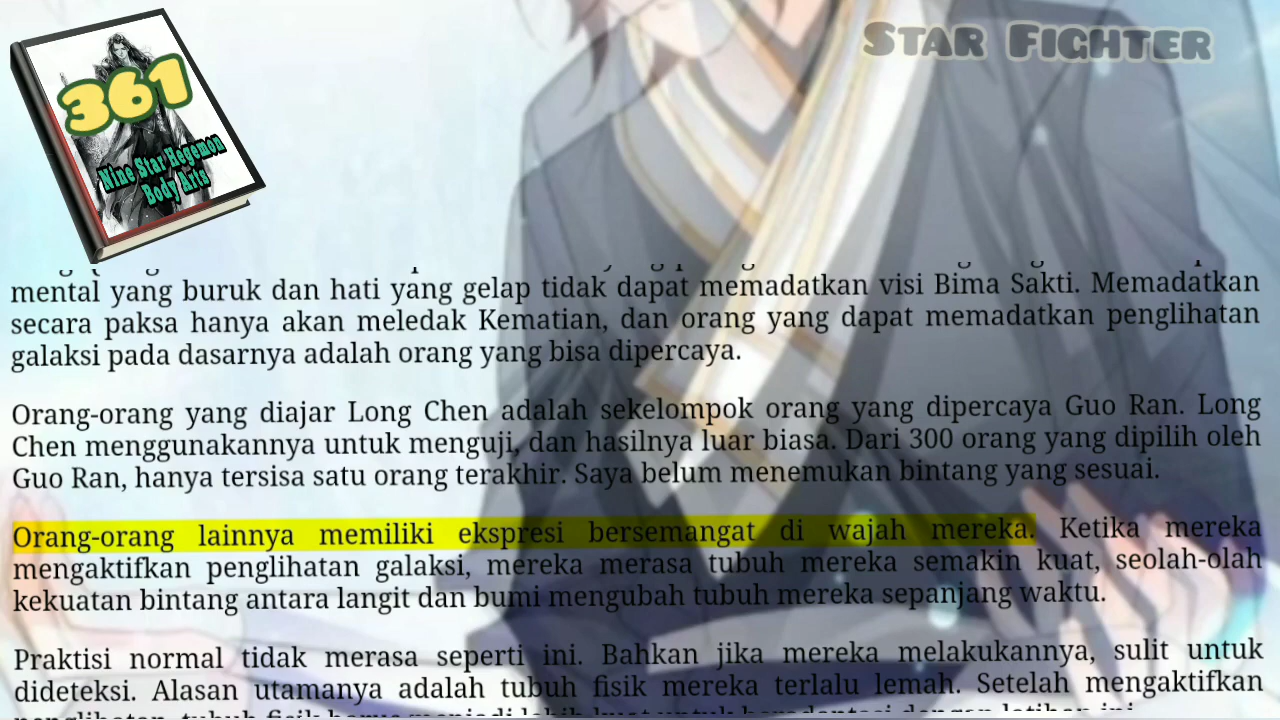 STAR FIGHTER
361
Nine Star Hegemon
Body Arts
mental yang buruk dan hati yang gelap tidak dapat memadatkan visi Bima Sakti. Memadatkan
secara paksa hanya akan meledak Kematian, dan orang yang dapat memadatkan penglihatan
galaksi pada dasarnya adalah orang yang bisa dipercaya.
Orang-orang yang diajar Long Chen adalah sekelompok orang yang dipercaya Guo Ran. Long
Chen menggunakannya untuk menguji, dan hasilnya luar biasa. Dari 300 orang yang dipilih oleh
Guo Ran, hanya tersisa satu orang terakhir. Saya belum menemukan bintang yang sesuai.
Orang-orang lainnya memiliki ekspresi bersemangat di wajah mereka. Ketika mereka
mengaktifkan penglihatan galaksi, mereka merasa tubuh mereka semakin kuat, seolah-olah
kekuatan bintang antara langit dan bumi mengubah tubuh mereka sepanjang waktu.
Praktisi normal tidak merasa seperti ini. Bahkan jika mereka melakukannya, sulit untuk
dideteksi. Alasan utamanya adalah tubuh fisik mereka terlalu lemah. Setelah mengaktifkan